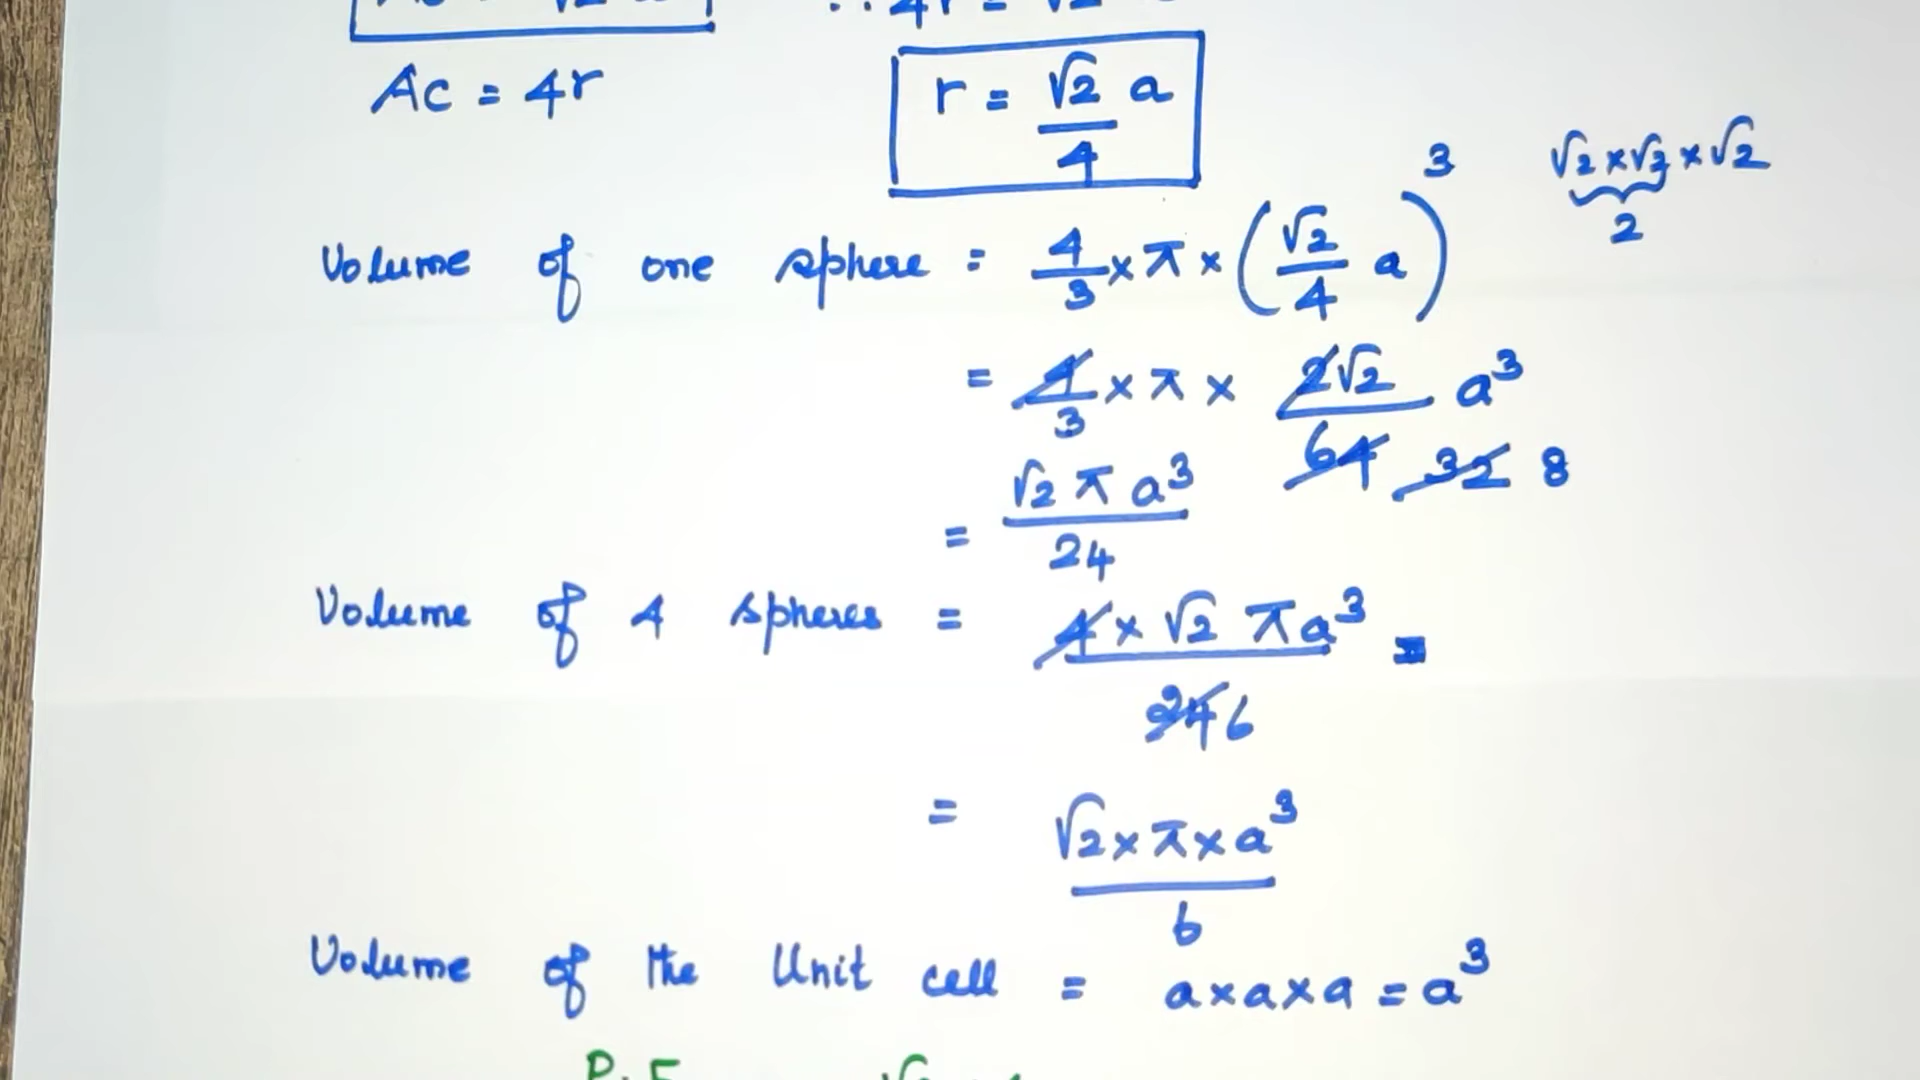 AC = 4r
r = √2/4 a
Volume of one sphere = 4/3 × π × (√2/4 a)³
√2 × √2 × √2
2
= 4/3 × π × 2√2/64 a³ 32 8
= √2 π a³/24
Volume of 4 spheres = 4 × √2 π a³/24 6 =
= √2 × π × a³/6
Volume of the Unit cell = a × a × a = a³